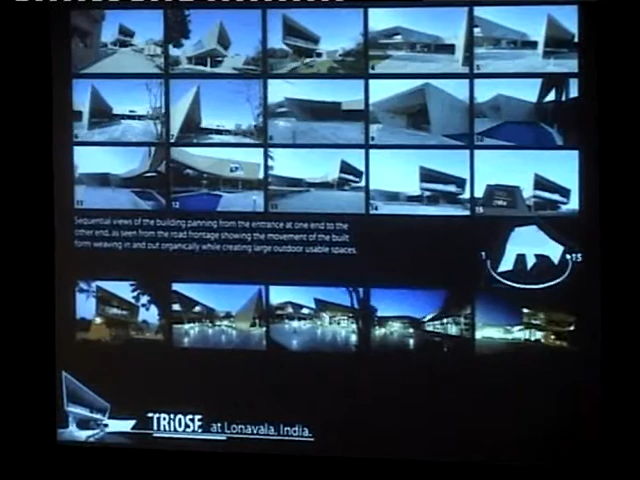 Sequential views of the building panning from the entrance at one end to the
other end, as seen from the road frontage showing the movement of the built
form weaving in and out organically while creating large outdoor usable spaces.
1
15
TRIOSE at Lonavala, India.